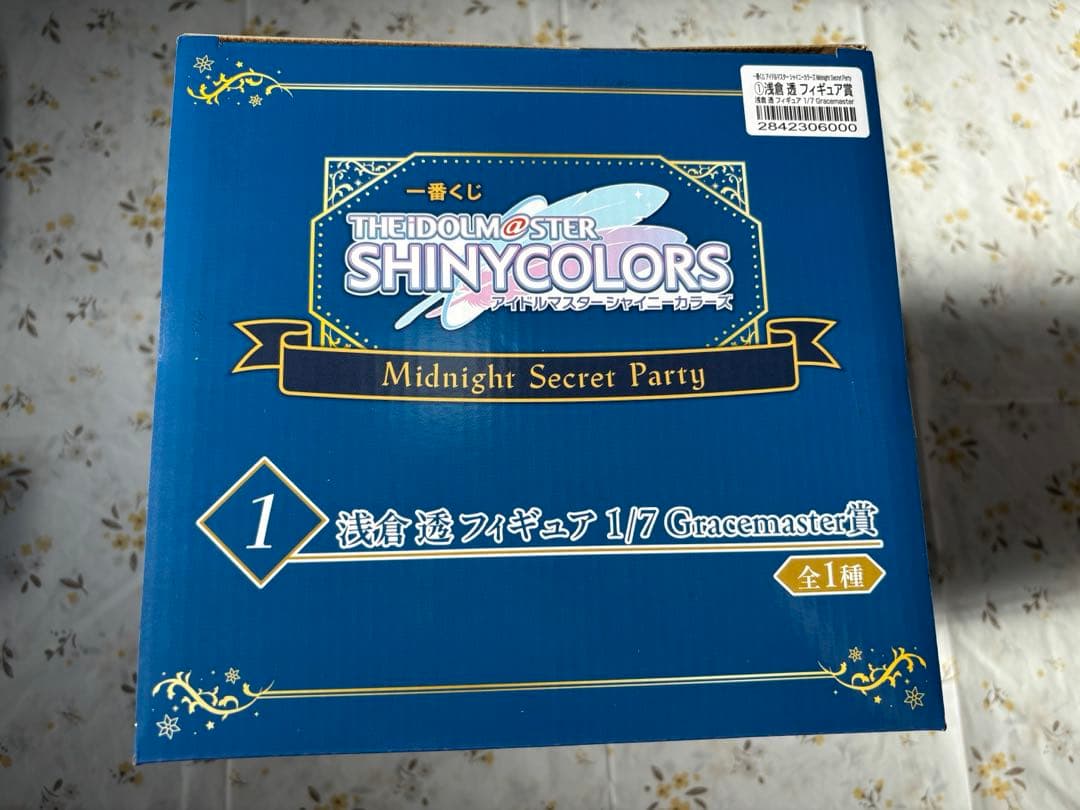 一番くじ アイドルマスター シャイニーカラーズ Midnight Secret Party
①浅倉 透 フィギュア賞
浅倉 透 フィギュア 1/7 Gracemaster
2842306000
一番くじ
THE iDOLM@STER
SHINYCOLORS
アイドルマスター シャイニーカラーズ
Midnight Secret Party
1
浅倉 透 フィギュア 1/7 Gracemaster賞
全1種